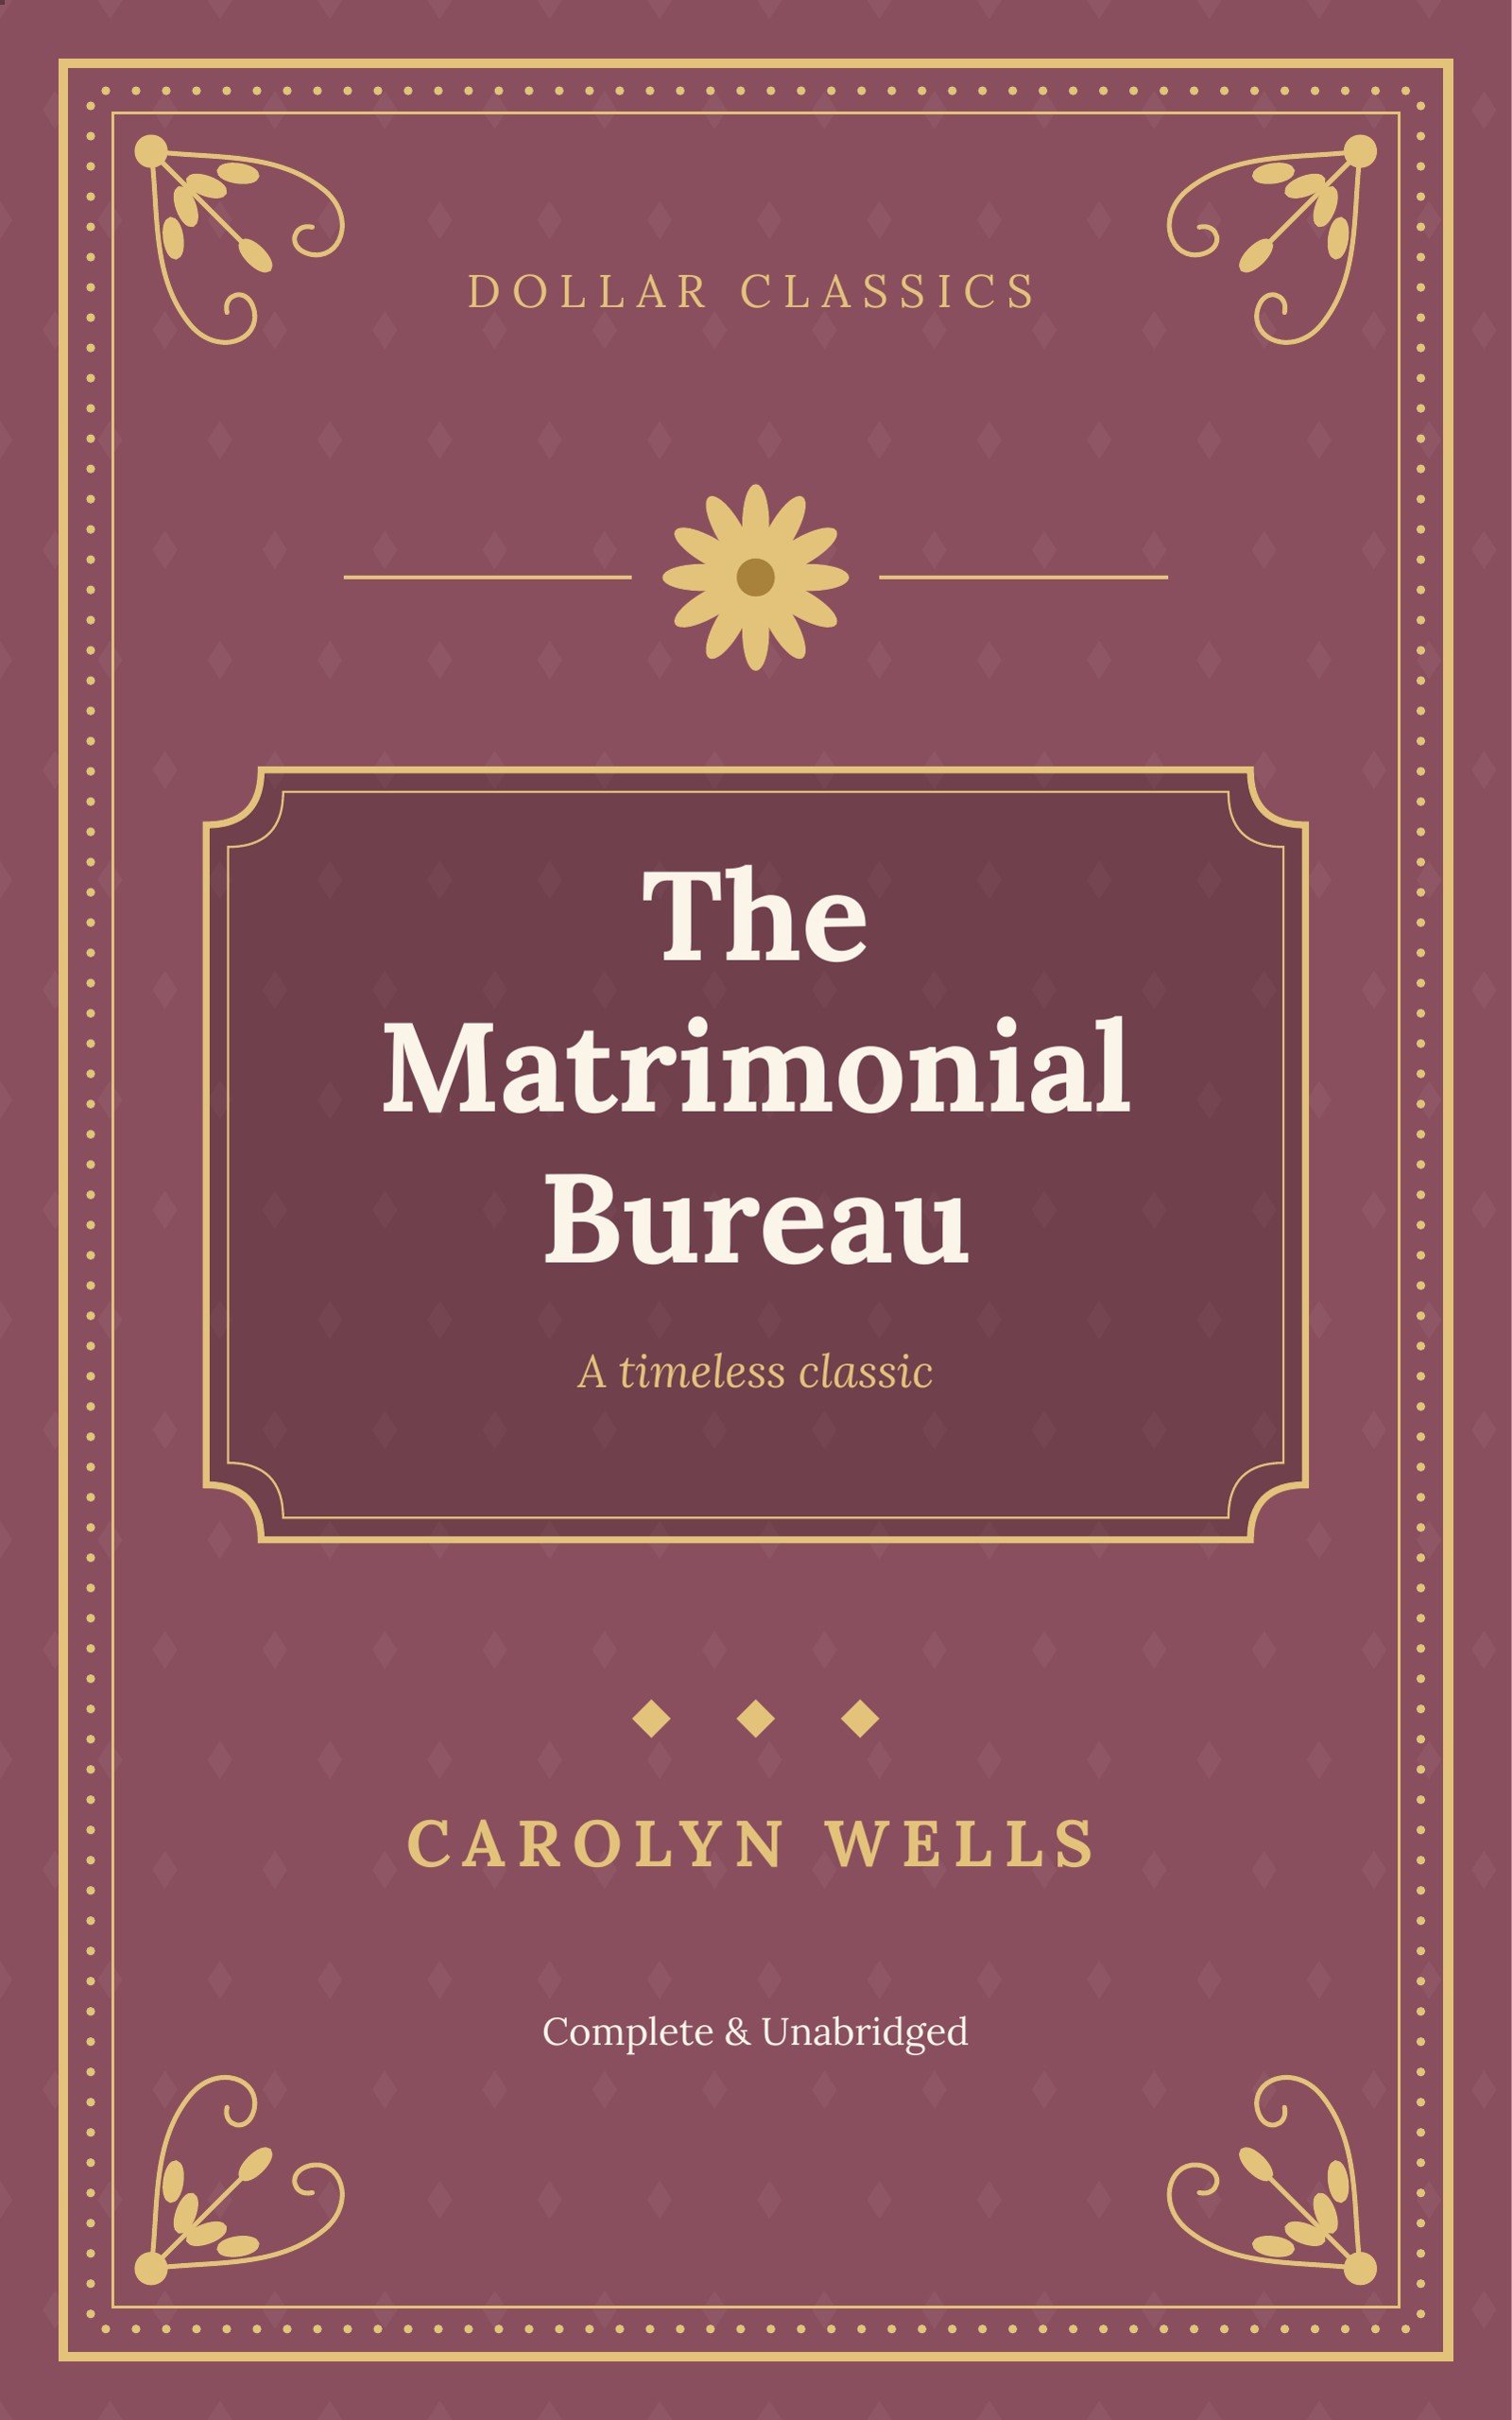 DOLLAR CLASSICS
The
Matrimonial
Bureau
A timeless classic
CAROLYN WELLS
Complete & Unabridged